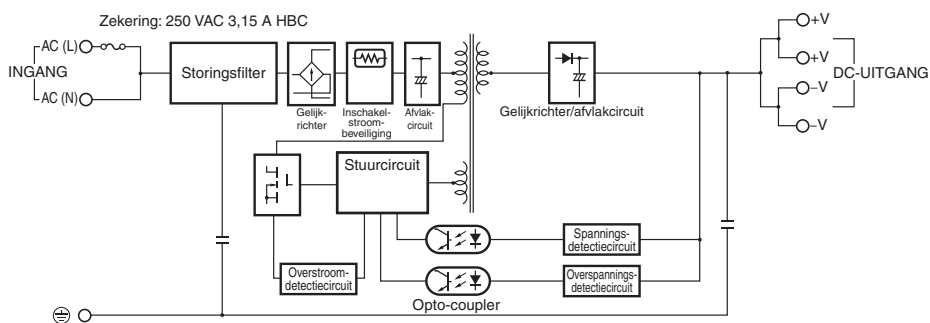 Zekering: 250 VAC 3,15 A HBC
AC (L)
INGANG
AC (N)
Storingsfilter
Gelijk-
richter
Inschakel-
stroom-
beveiliging
Afvlak-
circuit
Gelijkrichter/afvlakcircuit
+V
+V
DC-UITGANG
–V
–V
Stuurcircuit
Overstroom-
detectiecircuit
Opto-coupler
Spannings-
detectiecircuit
Overspannings-
detectiecircuit